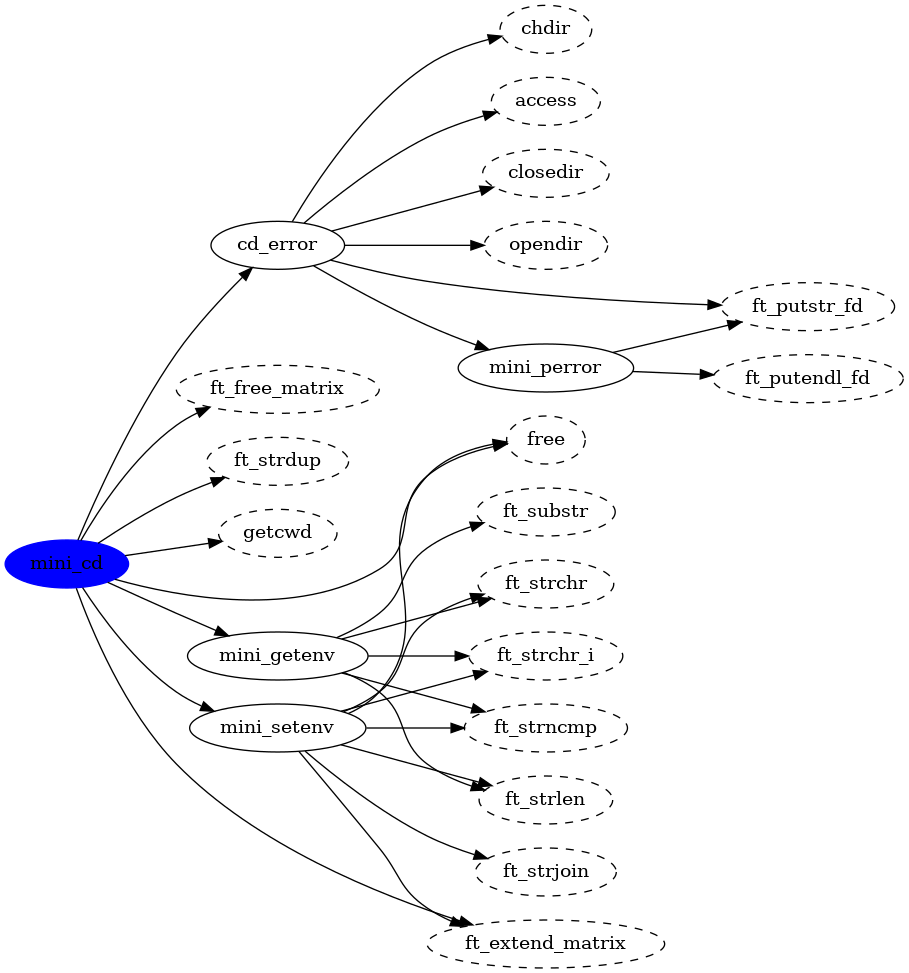 chdir
access
closedir
cd_error
opendir
ft_putstr_fd
mini_perror
ft_putendl_fd
ft_free_matrix
free
ft_strdup
ft_substr
getcwd
mini_cd
ft_strchr
mini_getenv
ft_strchr_i
mini_setenv
ft_strncmp
ft_strlen
ft_strjoin
ft_extend_matrix